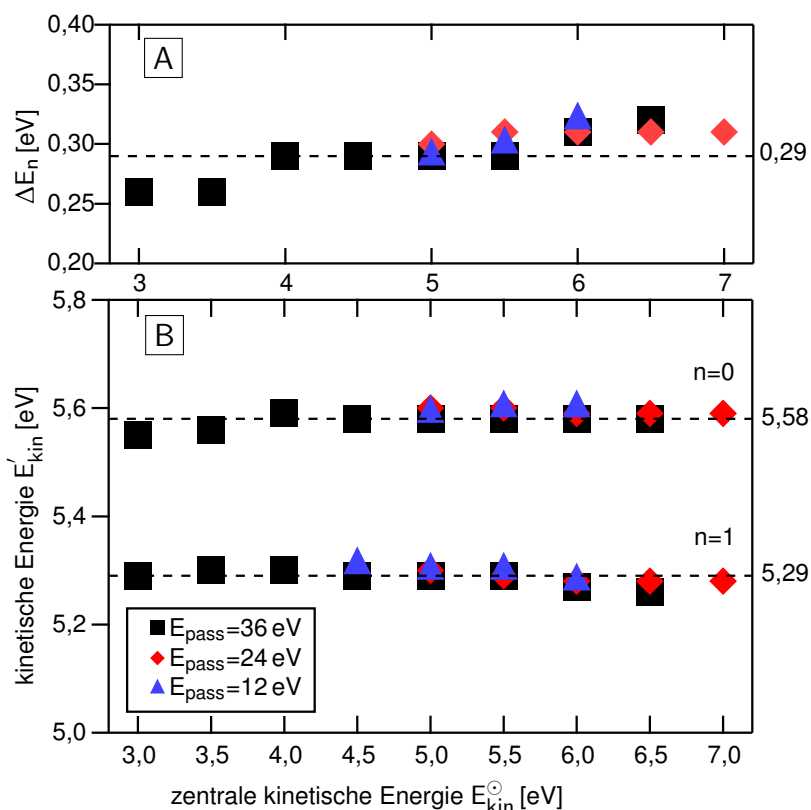 0,40
A
0,35
0,30
0,29
0,25
0,20
ΔE_n [eV]
3 4 5 6 7
5,8
B
n=0
5,6
5,58
5,4
n=1
5,29
5,2
5,0
kinetische Energie E'_kin [eV]
E_pass=36 eV
E_pass=24 eV
E_pass=12 eV
3,0 3,5 4,0 4,5 5,0 5,5 6,0 6,5 7,0
zentrale kinetische Energie E_kin^⊙ [eV]